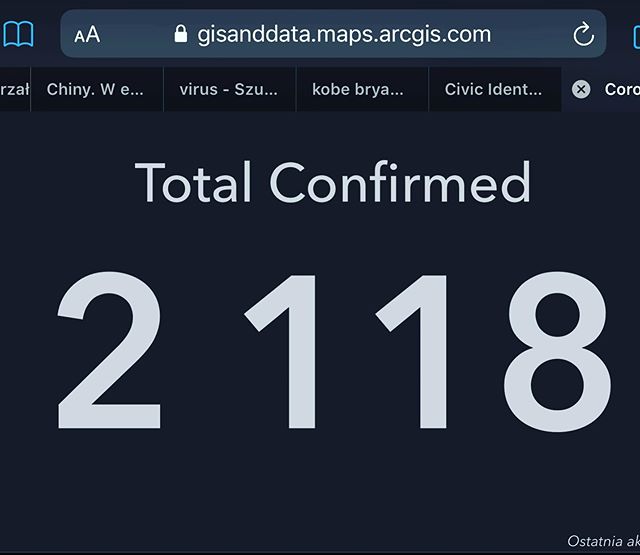 AA gisanddata.maps.arcgis.com
rzał Chiny. W e... virus - Szu... kobe brya... Civic Ident... Coro
Total Confirmed
2 118
Ostatnia ak